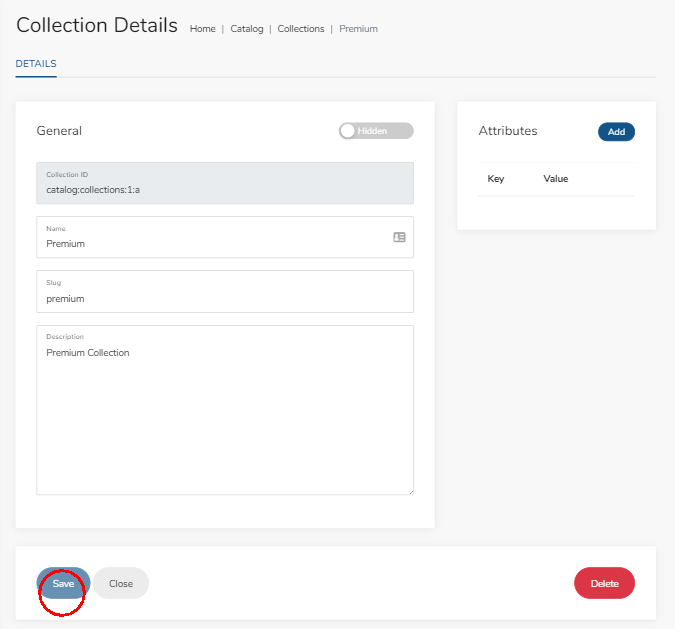 Collection Details Home | Catalog | Collections | Premium
DETAILS
General Hidden
Collection ID
catalog:collections:1:a
Name
Premium
Slug
premium
Description
Premium Collection
Attributes Add
Key Value
Save Close Delete